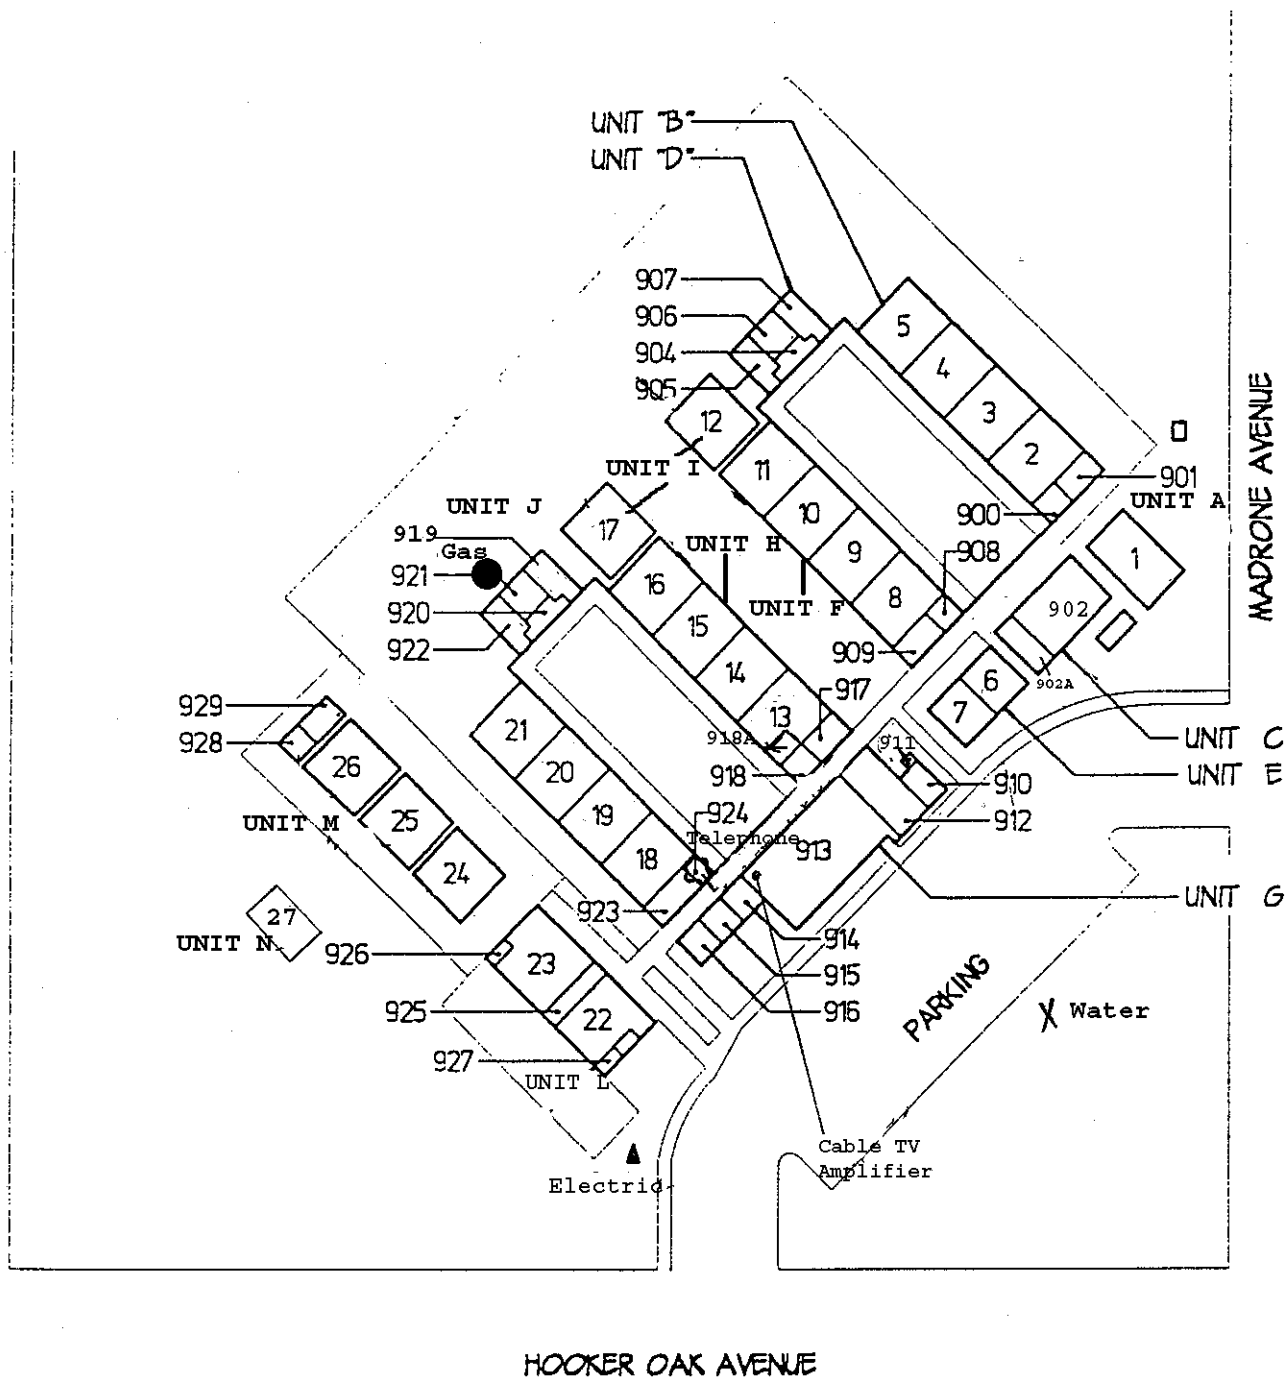 UNIT "B"
UNIT "D"
907
906
904
905
5
4
3
2
12
11
10
9
8
901
UNIT A
900
908
1
902
902A
UNIT I
UNIT J
17
919
Gas
921
920
922
UNIT H
UNIT F
16
15
14
13
909
917
6
7
918A
918
911
910
912
913
UNIT C
UNIT E
UNIT G
MADRONE AVENUE
929
928
26
25
24
UNIT M
21
20
19
18
924
Telephone
923
914
915
916
27
UNIT N
926
23
925
22
927
UNIT L
PARKING
X Water
Cable TV
Amplifier
Electric
HOOKER OAK AVENUE